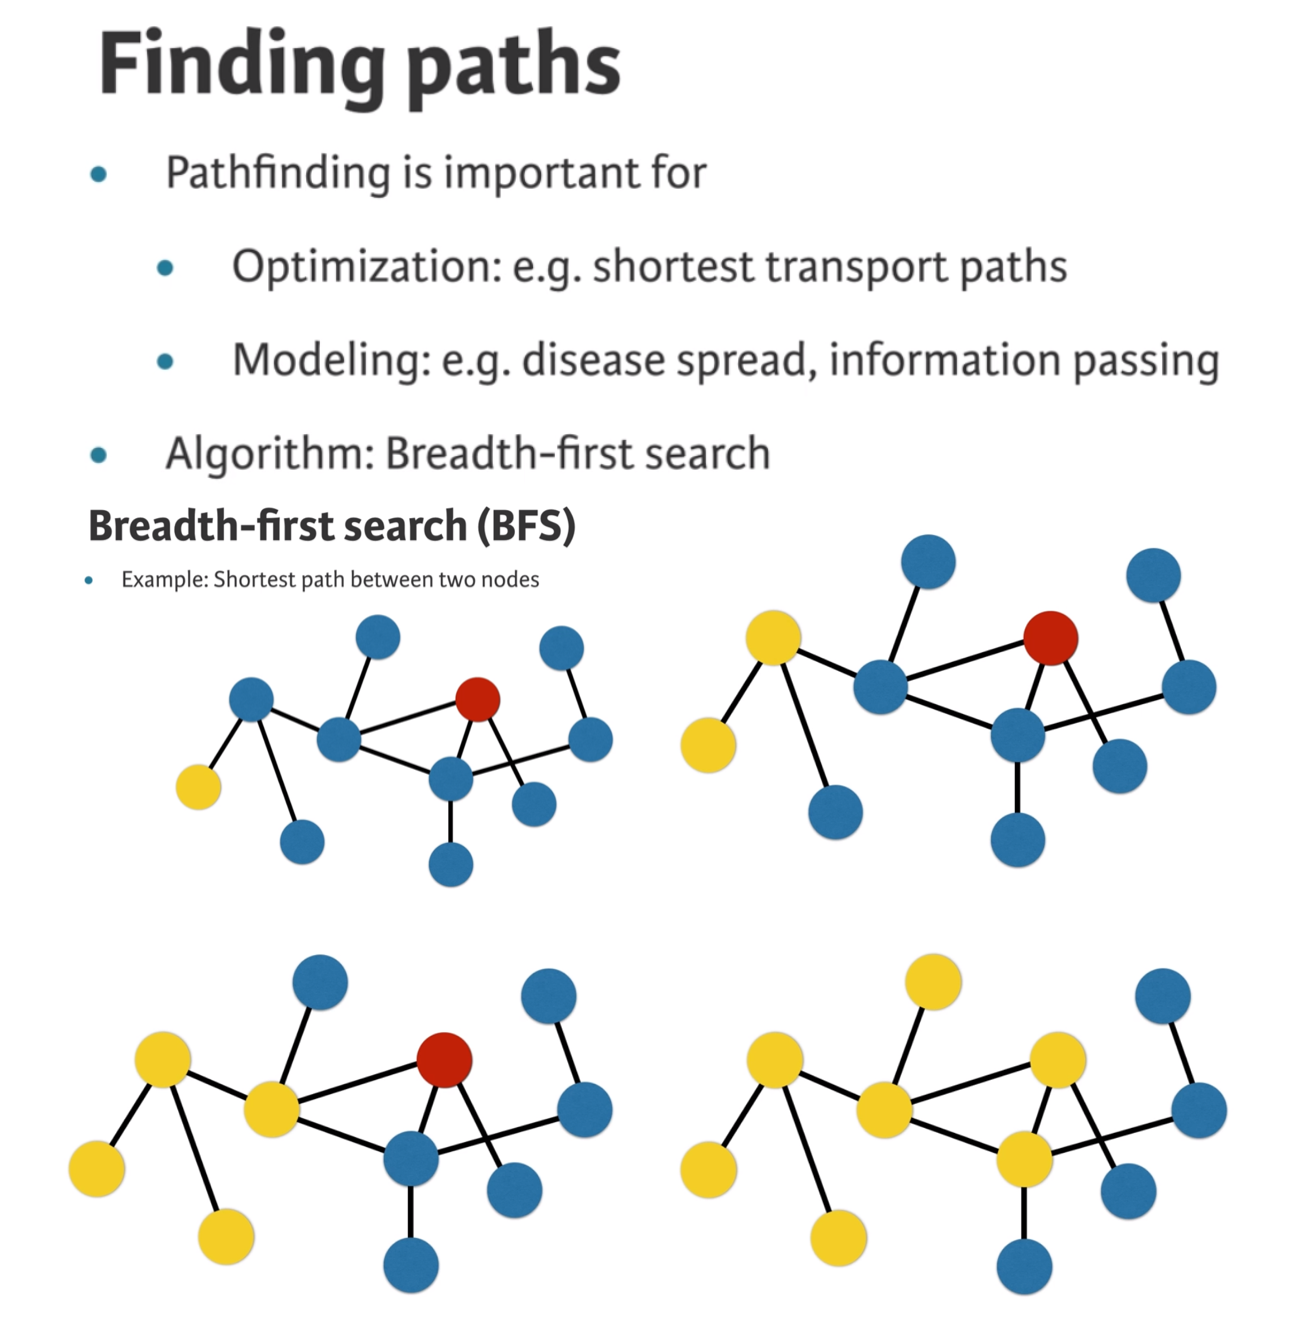 Finding paths
Pathfinding is important for
Optimization: e.g. shortest transport paths
Modeling: e.g. disease spread, information passing
Algorithm: Breadth-first search
Breadth-first search (BFS)
Example: Shortest path between two nodes